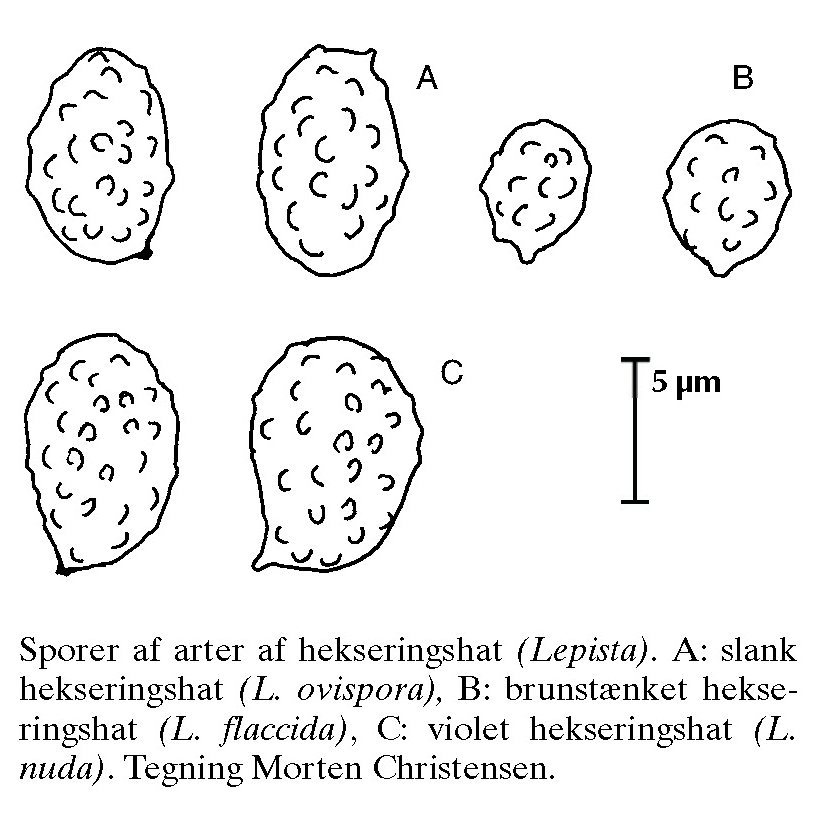 A
B
C
5 µm
Sporer af arter af hekseringshat (Lepista). A: slank
hekseringshat (L. ovispora), B: brunstænket hekse-
ringshat (L. flaccida), C: violet hekseringshat (L.
nuda). Tegning Morten Christensen.